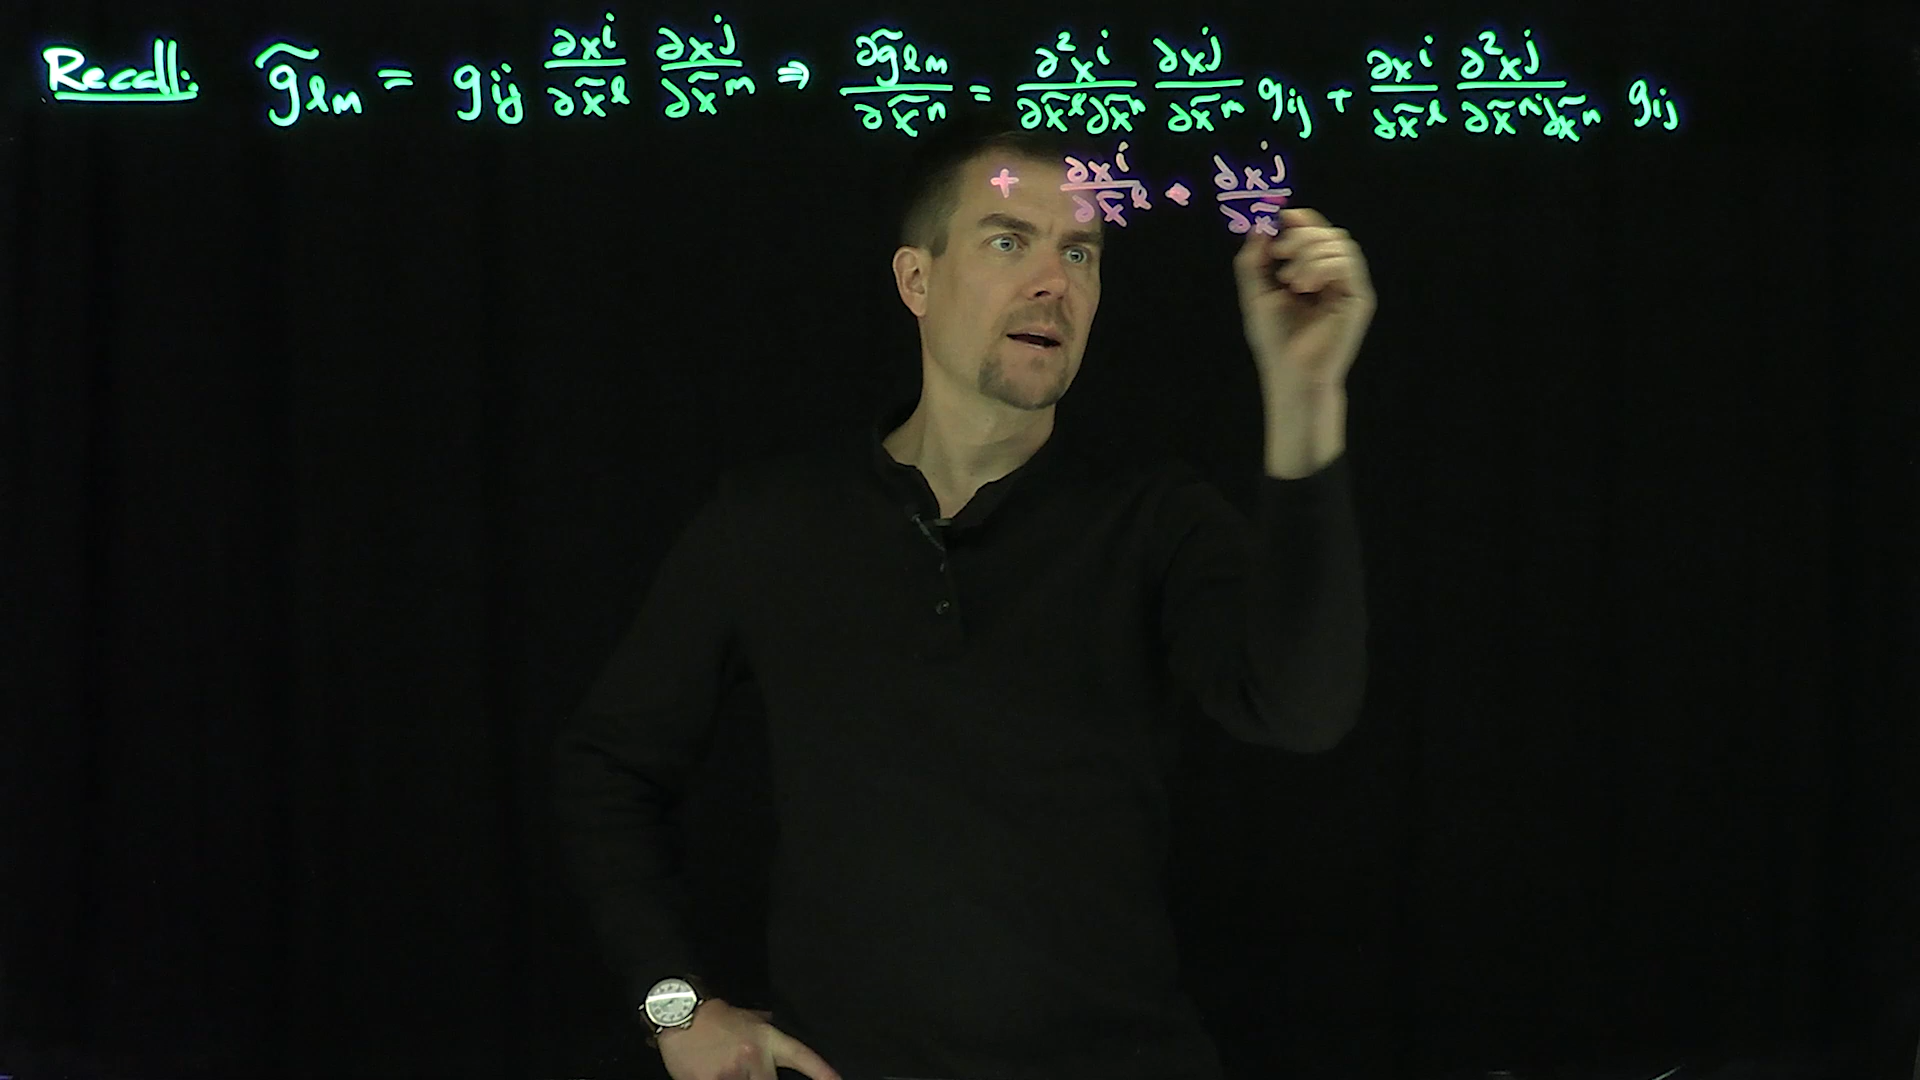 Recall: g̃ₗₘ = gᵢⱼ ∂xⁱ/∂x̃ˡ ∂xʲ/∂x̃ᵐ ⇒ ∂g̃ₗₘ/∂x̃ⁿ = ∂²xⁱ/∂x̃ˡ∂x̃ⁿ ∂xʲ/∂x̃ᵐ gᵢⱼ + ∂xⁱ/∂x̃ˡ ∂²xʲ/∂x̃ᵐ∂x̃ⁿ gᵢⱼ
+ ∂xⁱ/∂x̃ˡ • ∂xʲ/∂x̃